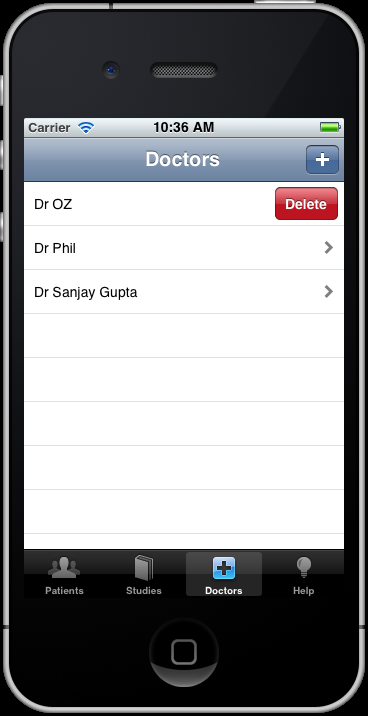 Carrier 10:36 AM
Doctors +
Dr OZ Delete
Dr Phil
Dr Sanjay Gupta
Patients Studies Doctors Help